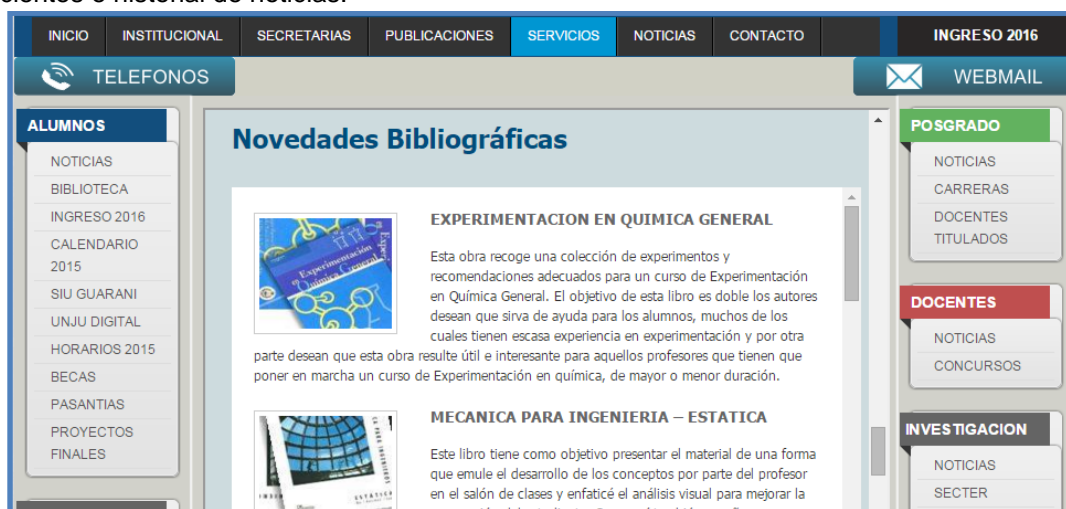 cientes e historial de noticias.
INICIO INSTITUCIONAL SECRETARIAS PUBLICACIONES SERVICIOS NOTICIAS CONTACTO INGRESO 2016
TELEFONOS
WEBMAIL
ALUMNOS
NOTICIAS
BIBLIOTECA
INGRESO 2016
CALENDARIO
2015
SIU GUARANI
UNJU DIGITAL
HORARIOS 2015
BECAS
PASANTIAS
PROYECTOS
FINALES
Novedades Bibliográficas
Experimentación
en Química General
EXPERIMENTACION EN QUIMICA GENERAL
Esta obra recoge una colección de experimentos y
recomendaciones adecuados para un curso de Experimentación
en Química General. El objetivo de esta libro es doble los autores
desean que sirva de ayuda para los alumnos, muchos de los
cuales tienen escasa experiencia en experimentación y por otra
parte desean que esta obra resulte útil e interesante para aquellos profesores que tienen que
poner en marcha un curso de Experimentación en química, de mayor o menor duración.
MECANICA PARA INGENIERIA – ESTATICA
Este libro tiene como objetivo presentar el material de una forma
que emule el desarrollo de los conceptos por parte del profesor
en el salón de clases y enfaticé el análisis visual para mejorar la
POSGRADO
NOTICIAS
CARRERAS
DOCENTES
TITULADOS
DOCENTES
NOTICIAS
CONCURSOS
INVESTIGACION
NOTICIAS
SECTER